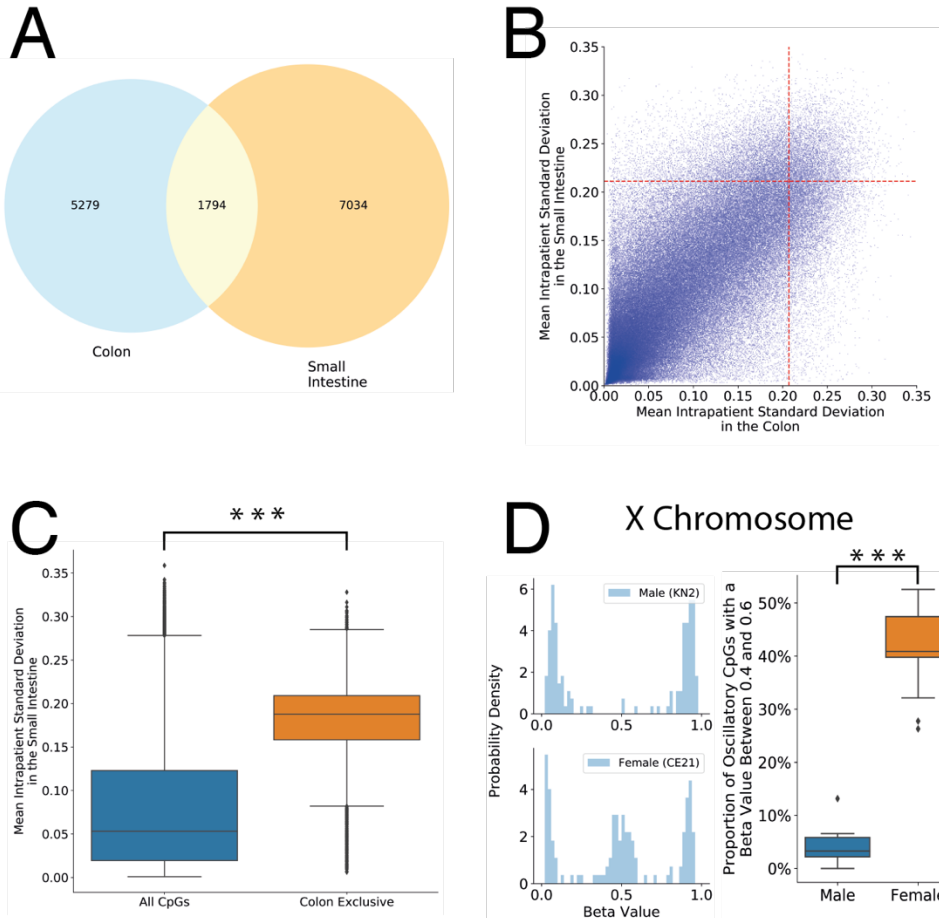 A
5279
1794
7034
Colon
Small
Intestine
B
Mean Intrapatient Standard Deviation
in the Small Intestine
0.35
0.30
0.25
0.20
0.15
0.10
0.05
0.00
0.00 0.05 0.10 0.15 0.20 0.25 0.30 0.35
Mean Intrapatient Standard Deviation
in the Colon
C
***
Mean Intrapatient Standard Deviation
in the Small Intestine
0.35
0.30
0.25
0.20
0.15
0.10
0.05
0.00
All CpGs Colon Exclusive
D
X Chromosome
Probability Density
6
4
2
0
Male (KN2)
0.0 0.5 1.0
4
2
0
Female (CE21)
0.0 0.5 1.0
Beta Value
***
Proportion of Oscillatory CpGs with a
Beta Value Between 0.4 and 0.6
50%
40%
30%
20%
10%
0%
Male Female